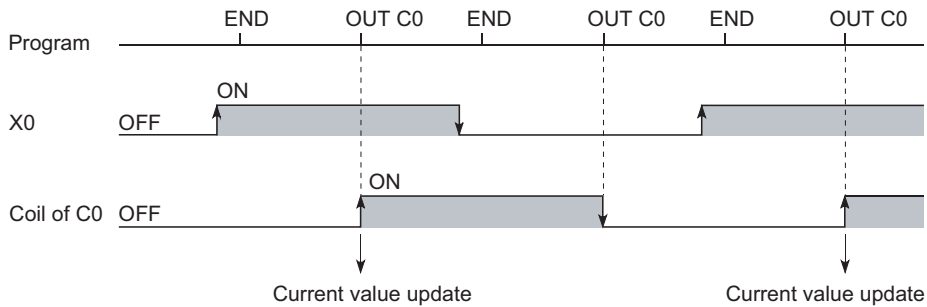 END OUT C0 END OUT C0 END OUT C0
Program
ON
X0 OFF
ON
Coil of C0 OFF
Current value update Current value update